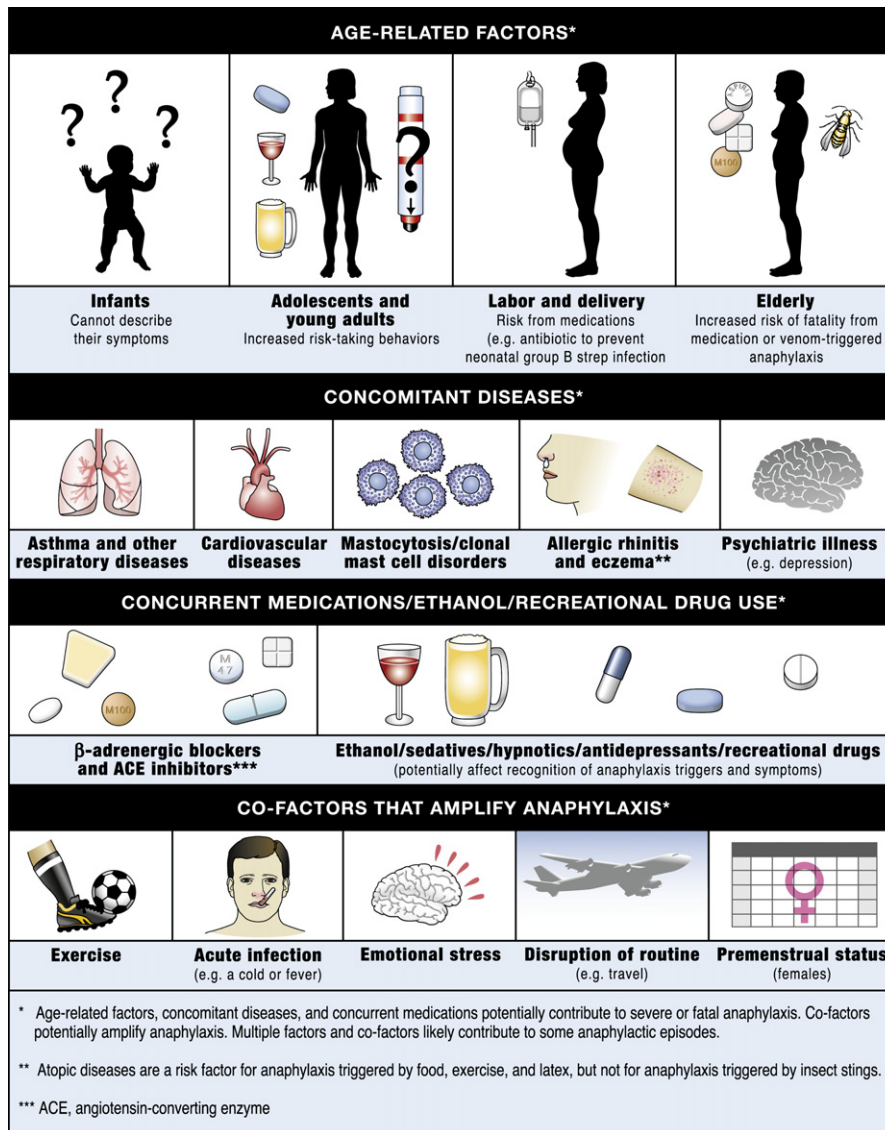 AGE-RELATED FACTORS*
? ? ?
?
ASPIRIN
M100
Infants
Cannot describe
their symptoms
Adolescents and
young adults
Increased risk-taking behaviors
Labor and delivery
Risk from medications
(e.g. antibiotic to prevent
neonatal group B strep infection
Elderly
Increased risk of fatality from
medication or venom-triggered
anaphylaxis
CONCOMITANT DISEASES*
Asthma and other
respiratory diseases
Cardiovascular
diseases
Mastocytosis/clonal
mast cell disorders
Allergic rhinitis
and eczema**
Psychiatric illness
(e.g. depression)
CONCURRENT MEDICATIONS/ETHANOL/RECREATIONAL DRUG USE*
M
47
M100
β-adrenergic blockers
and ACE inhibitors***
Ethanol/sedatives/hypnotics/antidepressants/recreational drugs
(potentially affect recognition of anaphylaxis triggers and symptoms)
CO-FACTORS THAT AMPLIFY ANAPHYLAXIS*
Exercise
Acute infection
(e.g. a cold or fever)
Emotional stress
Disruption of routine
(e.g. travel)
Premenstrual status
(females)
* Age-related factors, concomitant diseases, and concurrent medications potentially contribute to severe or fatal anaphylaxis. Co-factors
potentially amplify anaphylaxis. Multiple factors and co-factors likely contribute to some anaphylactic episodes.
** Atopic diseases are a risk factor for anaphylaxis triggered by food, exercise, and latex, but not for anaphylaxis triggered by insect stings.
*** ACE, angiotensin-converting enzyme